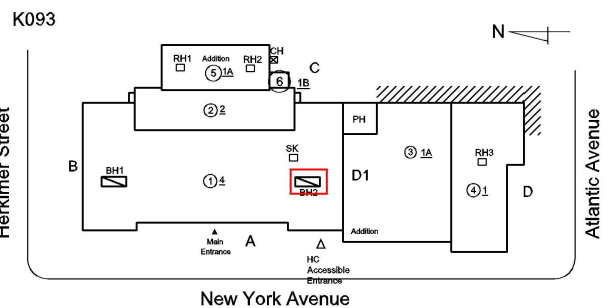 K093
N
RH1
Addition
RH2
CH
5 1A
6
C
1B
2 2
PH
Herkimer Street
Atlantic Avenue
SK
3 1A
RH3
B
BH1
1 4
BH2
D1
4 1
D
Main
Entrance
A
Addition
HC
Accessible
Entrance
New York Avenue